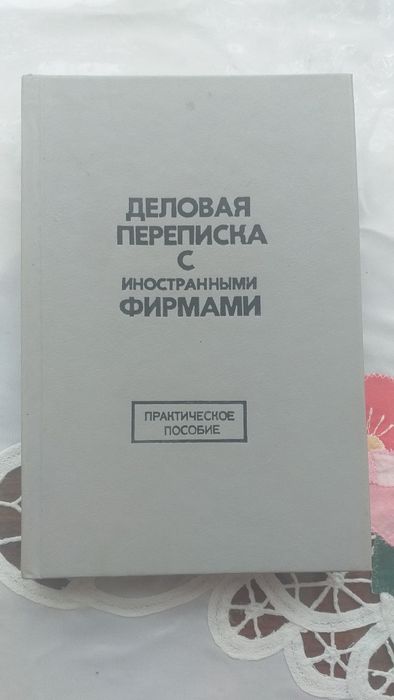 ДЕЛОВАЯ
ПЕРЕПИСКА
С
ИНОСТРАННЫМИ
ФИРМАМИ
ПРАКТИЧЕСКОЕ
ПОСОБИЕ